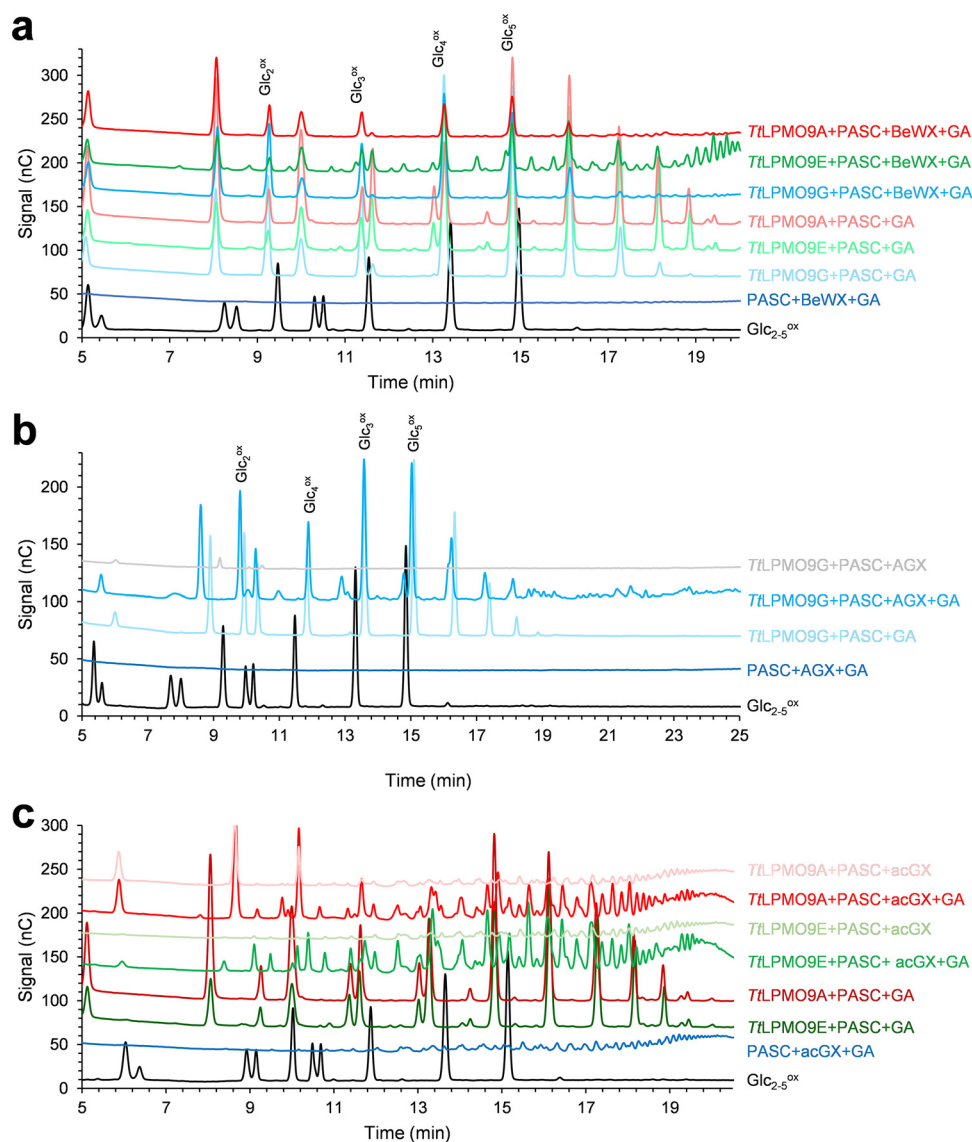 a
Glc2ox
Glc3ox
Glc4ox
Glc5ox
Signal (nC)
300
250
200
150
100
50
0
TtLPMO9A+PASC+BeWX+GA
TtLPMO9E+PASC+BeWX+GA
TtLPMO9G+PASC+BeWX+GA
TtLPMO9A+PASC+GA
TtLPMO9E+PASC+GA
TtLPMO9G+PASC+GA
PASC+BeWX+GA
Glc2-5ox
5 7 9 11 13 15 17 19
Time (min)
b
Glc2ox
Glc4ox
Glc3ox
Glc5ox
Signal (nC)
200
150
100
50
0
TtLPMO9G+PASC+AGX
TtLPMO9G+PASC+AGX+GA
TtLPMO9G+PASC+GA
PASC+AGX+GA
Glc2-5ox
5 7 9 11 13 15 17 19 21 23 25
Time (min)
c
Signal (nC)
300
250
200
150
100
50
0
TtLPMO9A+PASC+acGX
TtLPMO9A+PASC+acGX+GA
TtLPMO9E+PASC+acGX
TtLPMO9E+PASC+ acGX+GA
TtLPMO9A+PASC+GA
TtLPMO9E+PASC+GA
PASC+acGX+GA
Glc2-5ox
5 7 9 11 13 15 17 19
Time (min)